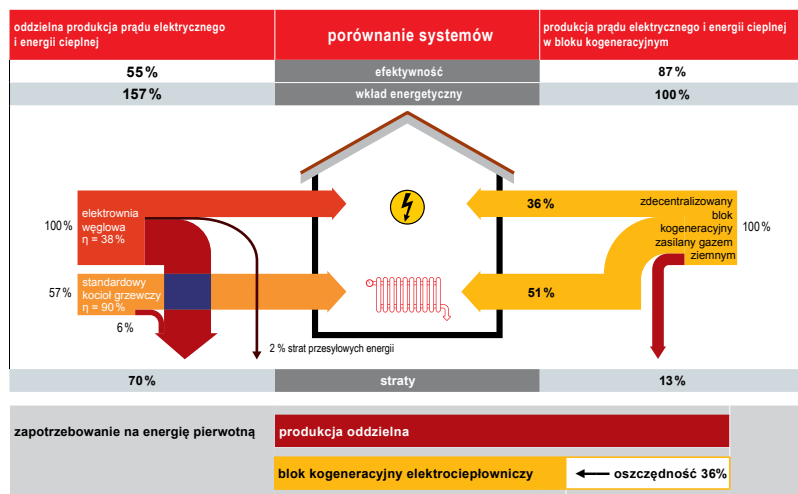 oddzielna produkcja prądu elektrycznego
i energii cieplnej
porównanie systemów
produkcja prądu elektrycznego i energii cieplnej
w bloku kogeneracyjnym
55 %
efektywność
87 %
157 %
wkład energetyczny
100 %
100 %
elektrownia
węglowa
η = 38 %
36 %
zdecentralizowany
blok
kogeneracyjny
zasilany gazem
ziemnym
100 %
57 %
standardowy
kocioł grzewczy
η = 90 %
51 %
6 %
2 % strat przesyłowych energii
70 %
straty
13 %
zapotrzebowanie na energię pierwotną
produkcja oddzielna
blok kogeneracyjny elektrociepłowniczy
oszczędność 36%